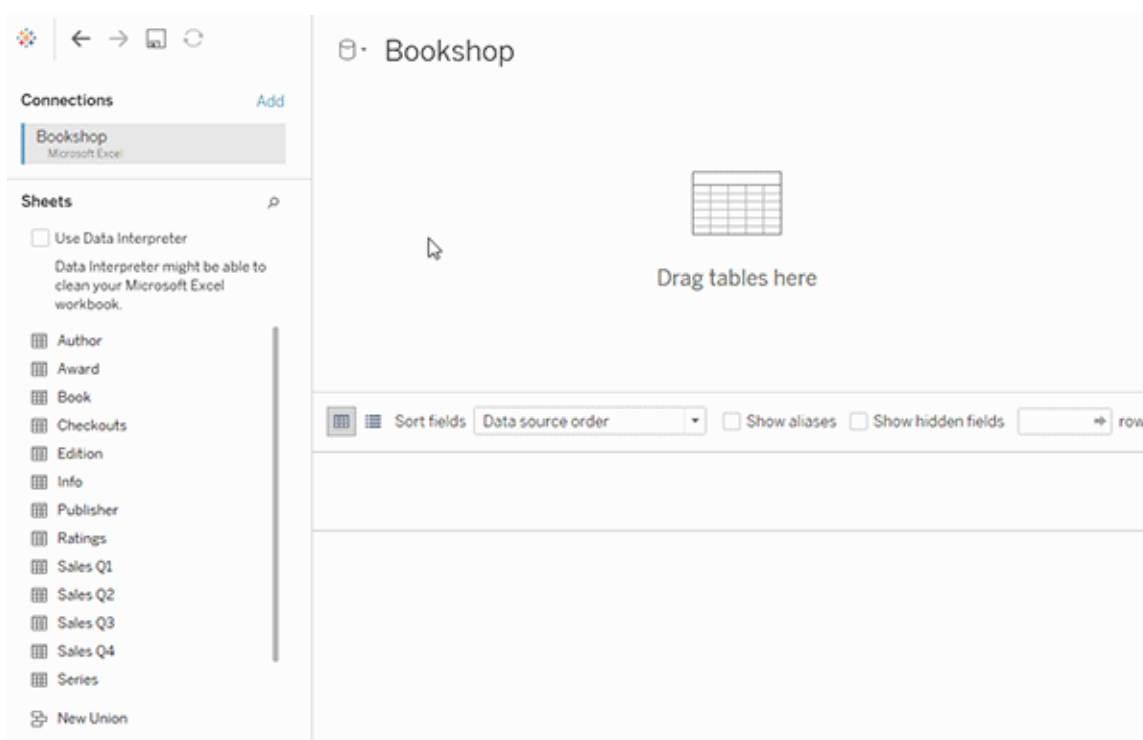 Bookshop
Connections
Add
Bookshop
Microsoft Excel
Sheets
Use Data Interpreter
Data Interpreter might be able to
clean your Microsoft Excel
workbook.
Author
Award
Book
Checkouts
Edition
Info
Publisher
Ratings
Sales Q1
Sales Q2
Sales Q3
Sales Q4
Series
New Union
Drag tables here
Sort fields Data source order Show aliases Show hidden fields row